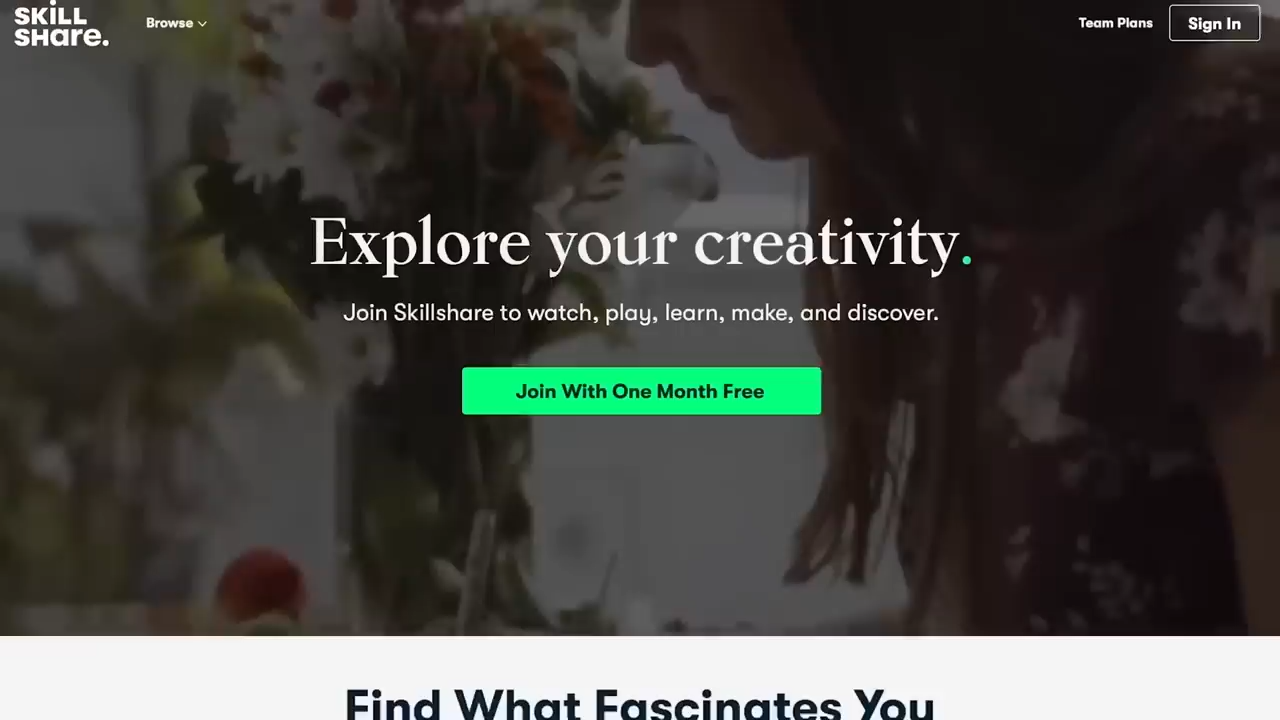 SKiLL
SHare.
Browse
Team Plans
Sign In
Explore your creativity.
Join Skillshare to watch, play, learn, make, and discover.
Join With One Month Free
Find What Fascinates You